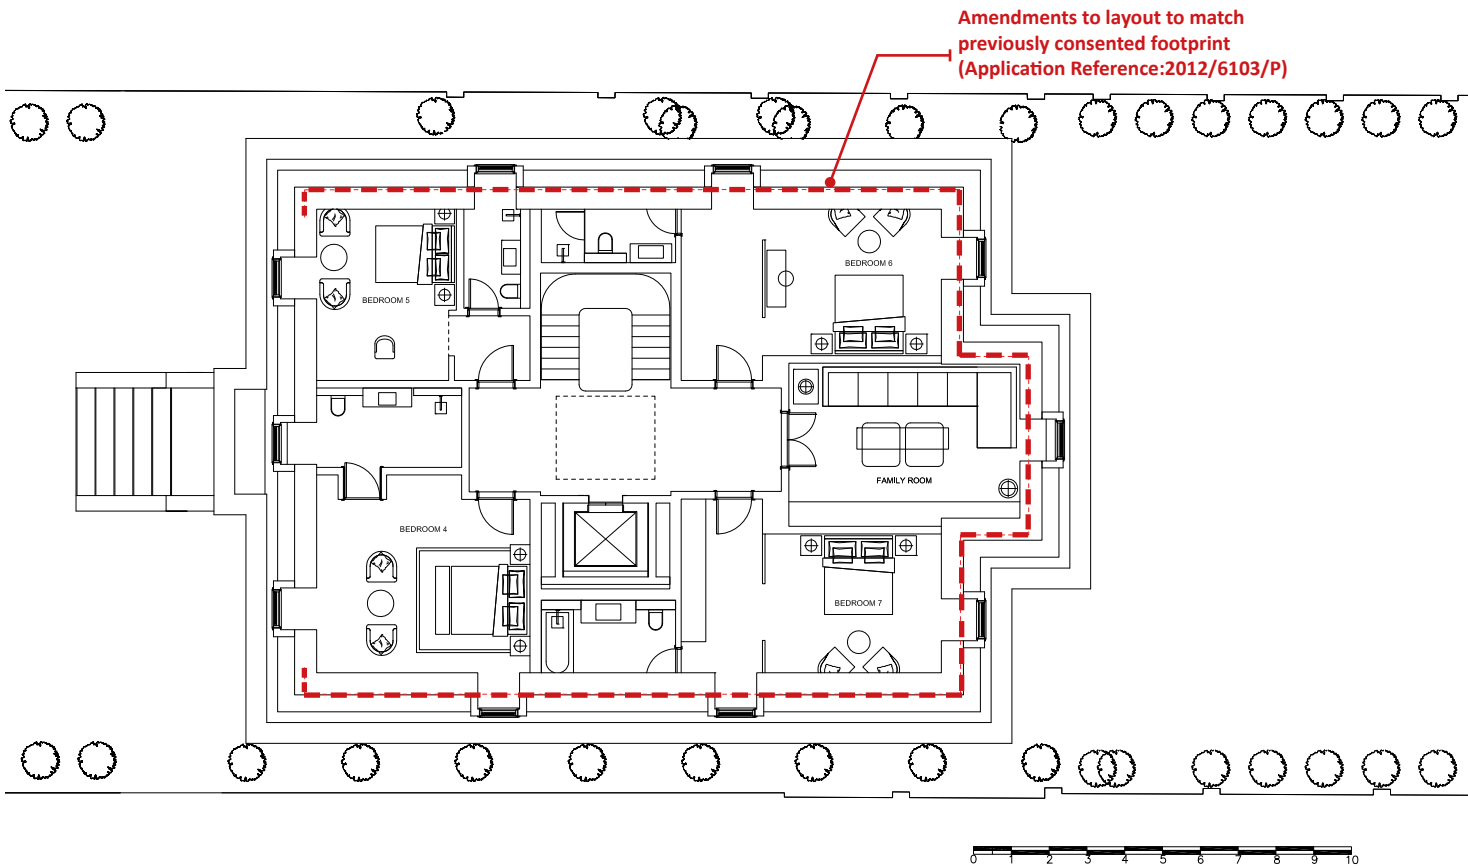 Amendments to layout to match
previously consented footprint
(Application Reference:2012/6103/P)
BEDROOM 5
BEDROOM 6
FAMILY ROOM
BEDROOM 4
BEDROOM 7
0 1 2 3 4 5 6 7 8 9 10